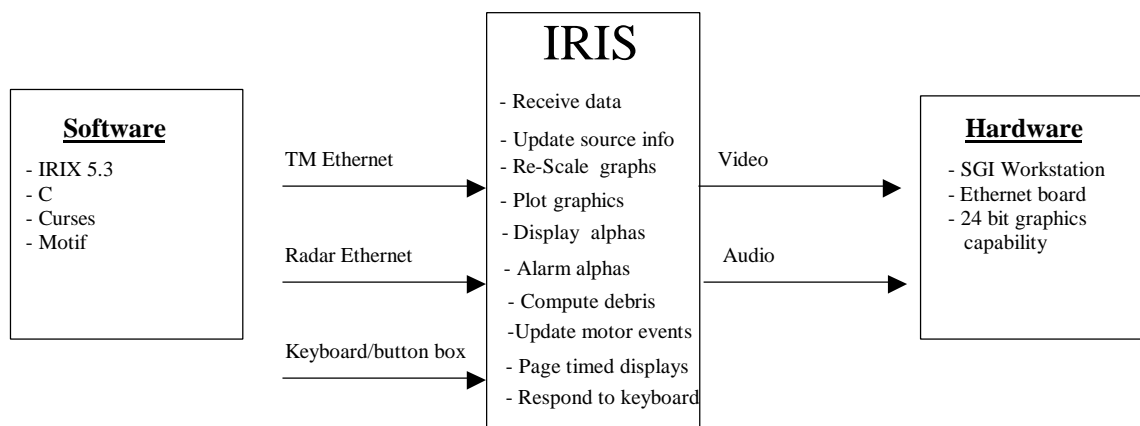 Software
- IRIX 5.3
- C
- Curses
- Motif
TM Ethernet
Radar Ethernet
Keyboard/button box
IRIS
- Receive data
- Update source info
- Re-Scale graphs
- Plot graphics
- Display alphas
- Alarm alphas
- Compute debris
-Update motor events
- Page timed displays
- Respond to keyboard
Video
Audio
Hardware
- SGI Workstation
- Ethernet board
- 24 bit graphics
capability